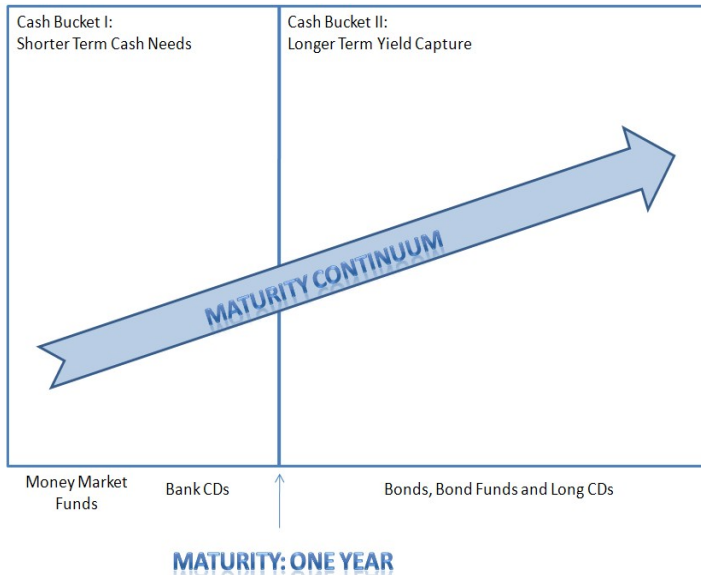 Cash Bucket I:
Shorter Term Cash Needs
Cash Bucket II:
Longer Term Yield Capture
MATURITY CONTINUUM
Money Market
Funds
Bank CDs
Bonds, Bond Funds and Long CDs
MATURITY: ONE YEAR